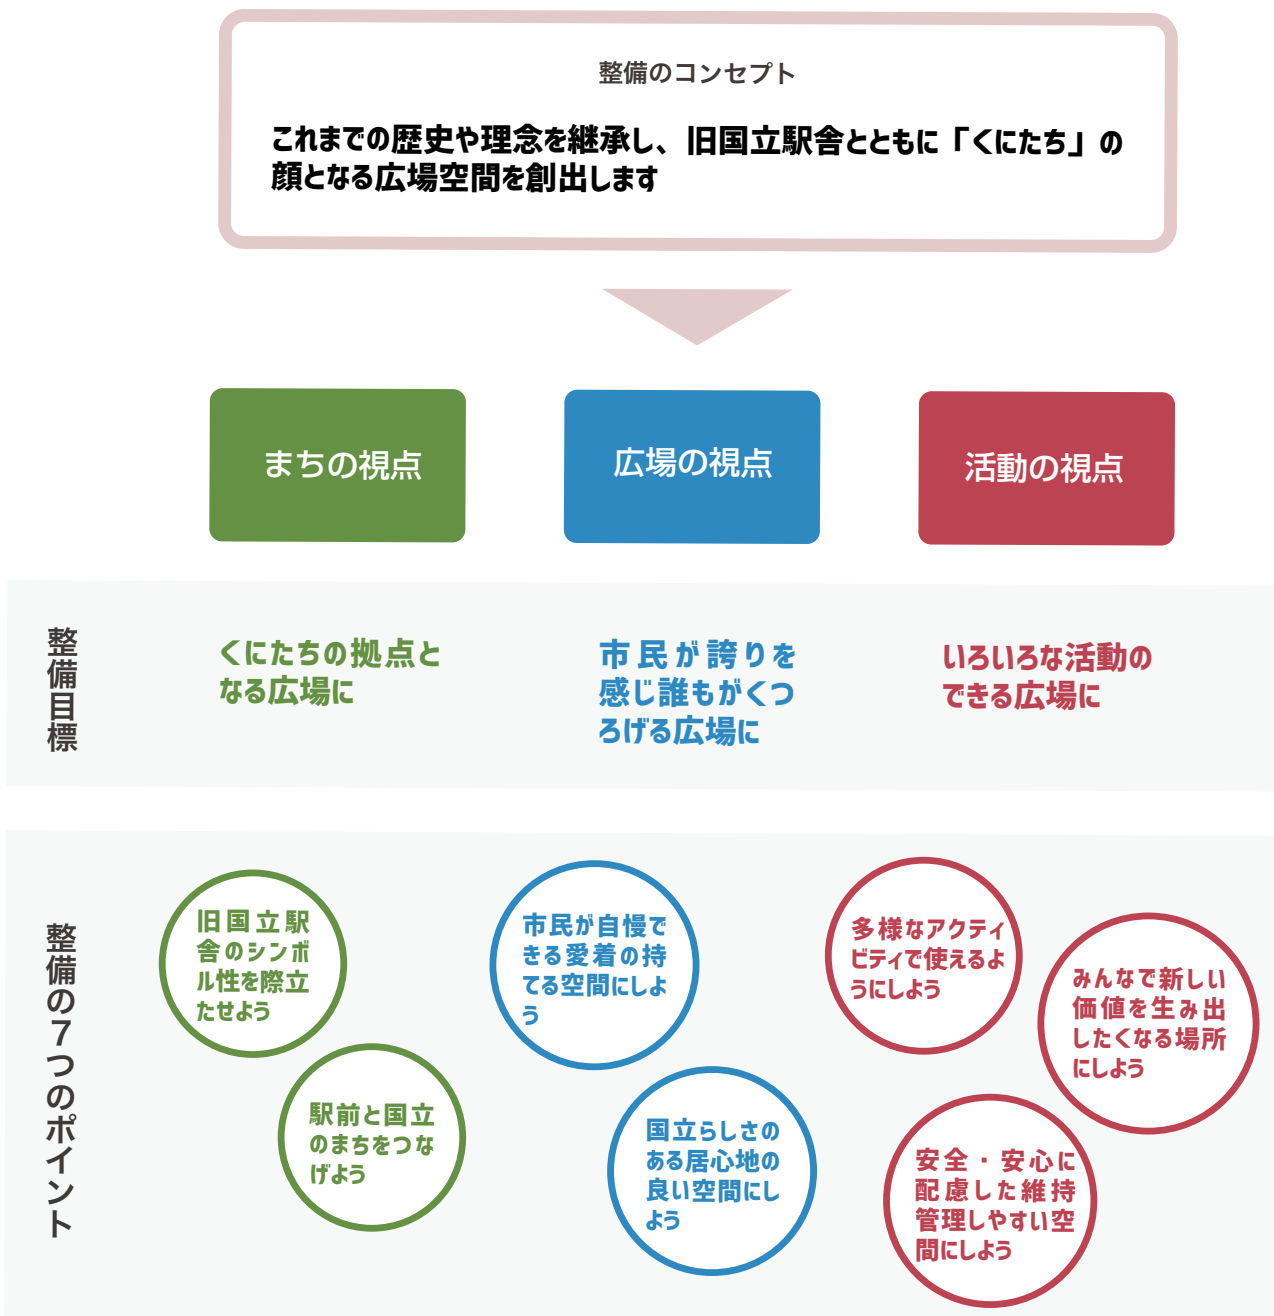 整備のコンセプト
これまでの歴史や理念を継承し、旧国立駅舎とともに「くにたち」の
顔となる広場空間を創出します
まちの視点
広場の視点
活動の視点
整備目標
くにたちの拠点と
なる広場に
市民が誇りを
感じ誰もがくつ
ろげる広場に
いろいろな活動の
できる広場に
整備の7つのポイント
旧国立駅
舎のシンボ
ル性を際立
たせよう
駅前と国立
のまちをつな
げよう
市民が自慢で
きる愛着の持
てる空間にしよ
う
国立らしさの
ある居心地の
良い空間にし
よう
多様なアクティ
ビティで使えるよ
うにしよう
みんなで新しい
価値を生み出
したくなる場所
にしよう
安全・安心に
配慮した維持
管理しやすい空
間にしよう